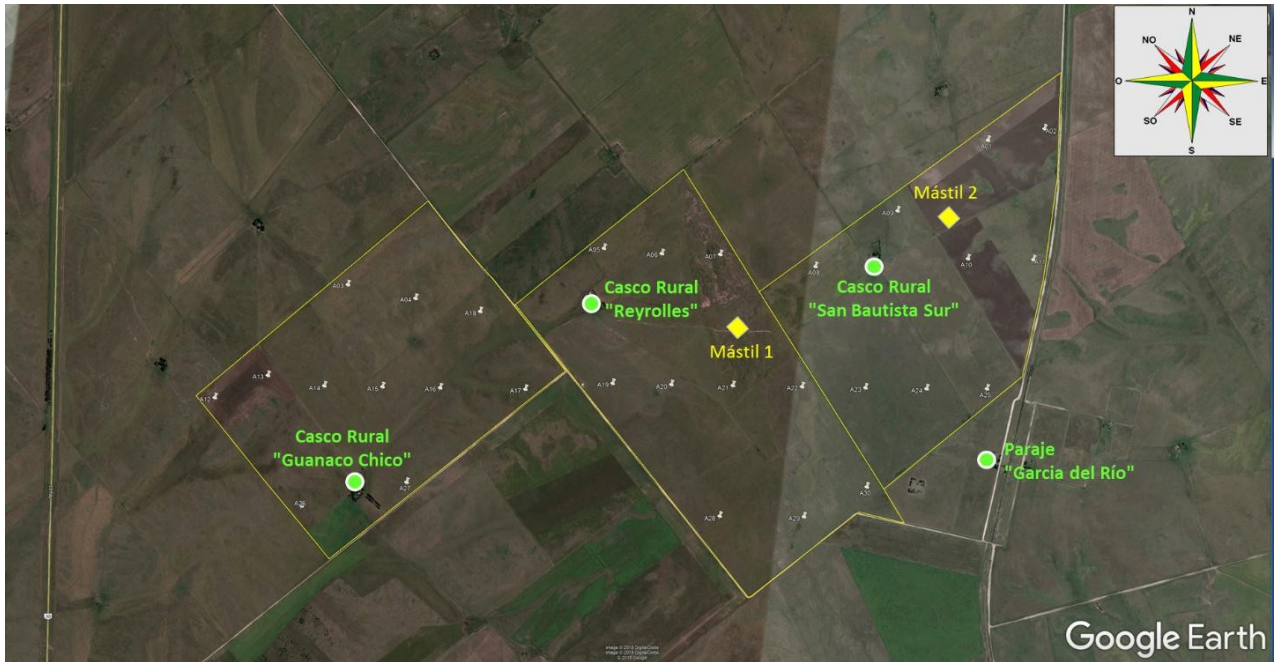 N
NO
NE
O
E
SO
SE
S
A02
A01
Mástil 2
A09
A05
A06
A07
A08
A10
Casco Rural
"Reyrolles"
Casco Rural
"San Bautista Sur"
A03
A04
A18
Mástil 1
A12
A13
A14
A15
A16
A17
A19
A20
A21
A22
A23
A24
A25
Casco Rural
"Guanaco Chico"
Paraje
"Garcia del Río"
A26
A27
A28
A29
A30
Google Earth